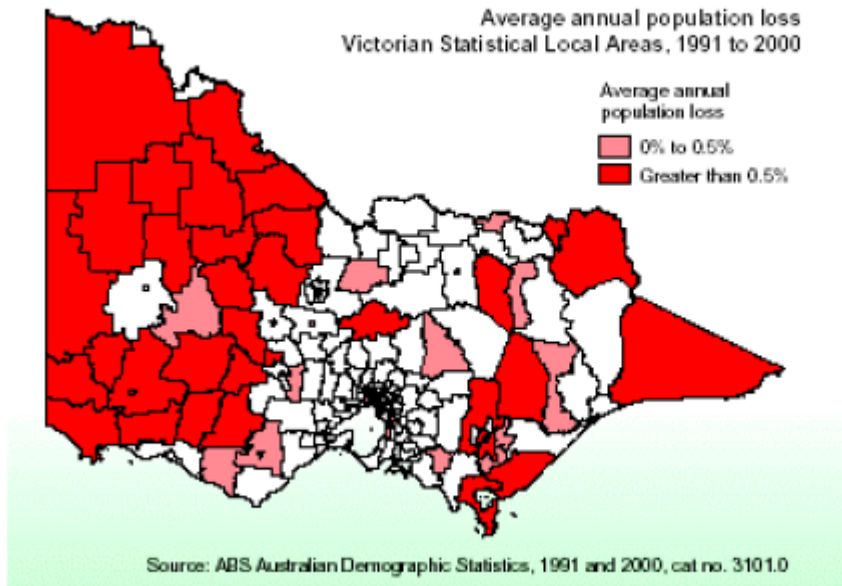 Average annual population loss
Victorian Statistical Local Areas, 1991 to 2000
Average annual
population loss
0% to 0.5%
Greater than 0.5%
Source: ABS Australian Demographic Statistics, 1991 and 2000, cat no. 3101.0